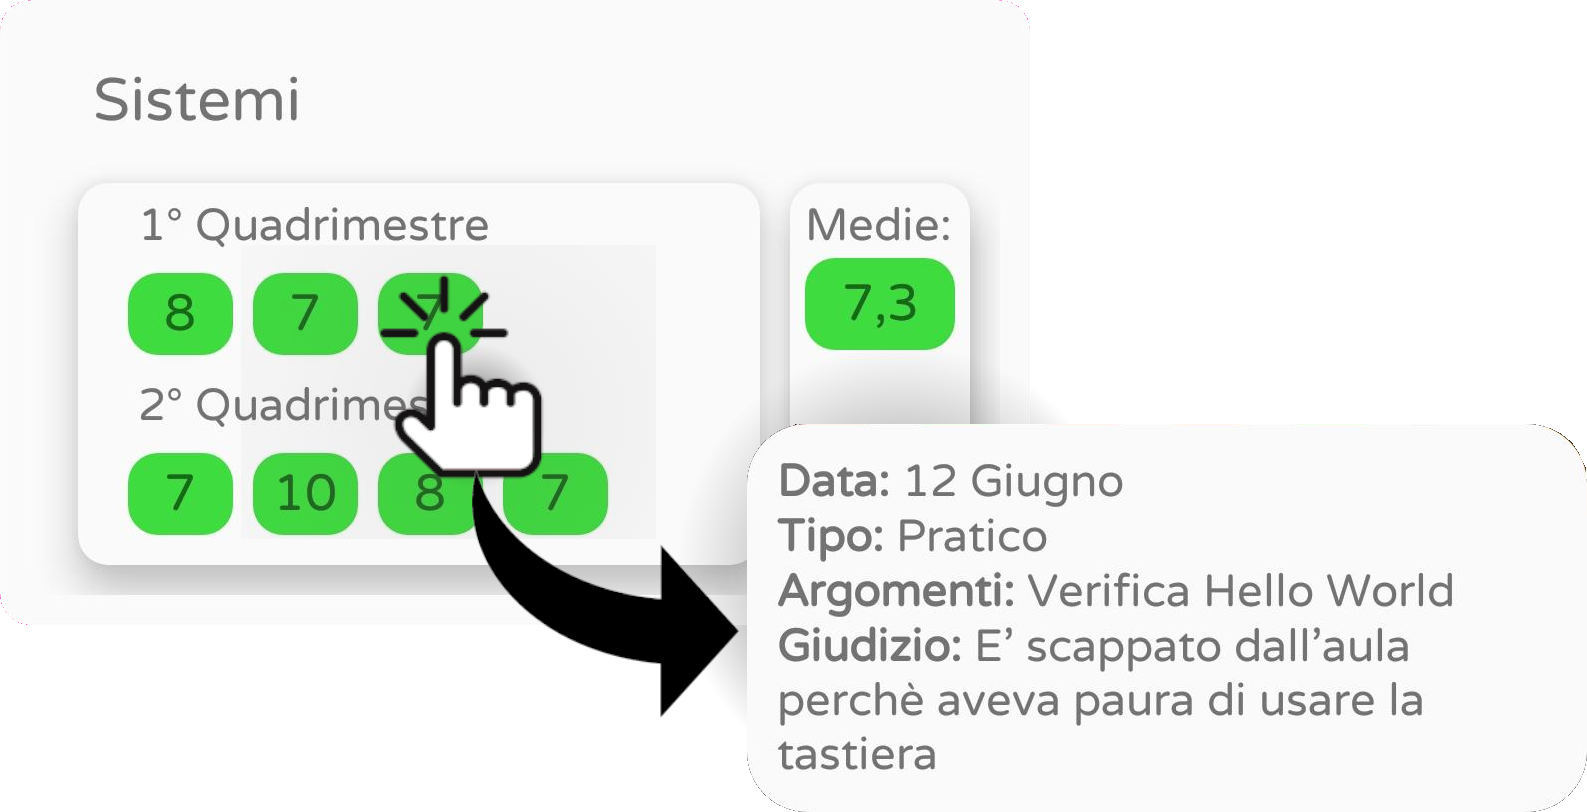 Sistemi
1° Quadrimestre
8 7 7
2° Quadrimes
7 10 8 7
Medie:
7,3
Data: 12 Giugno
Tipo: Pratico
Argomenti: Verifica Hello World
Giudizio: E’ scappato dall’aula
perchè aveva paura di usare la
tastiera